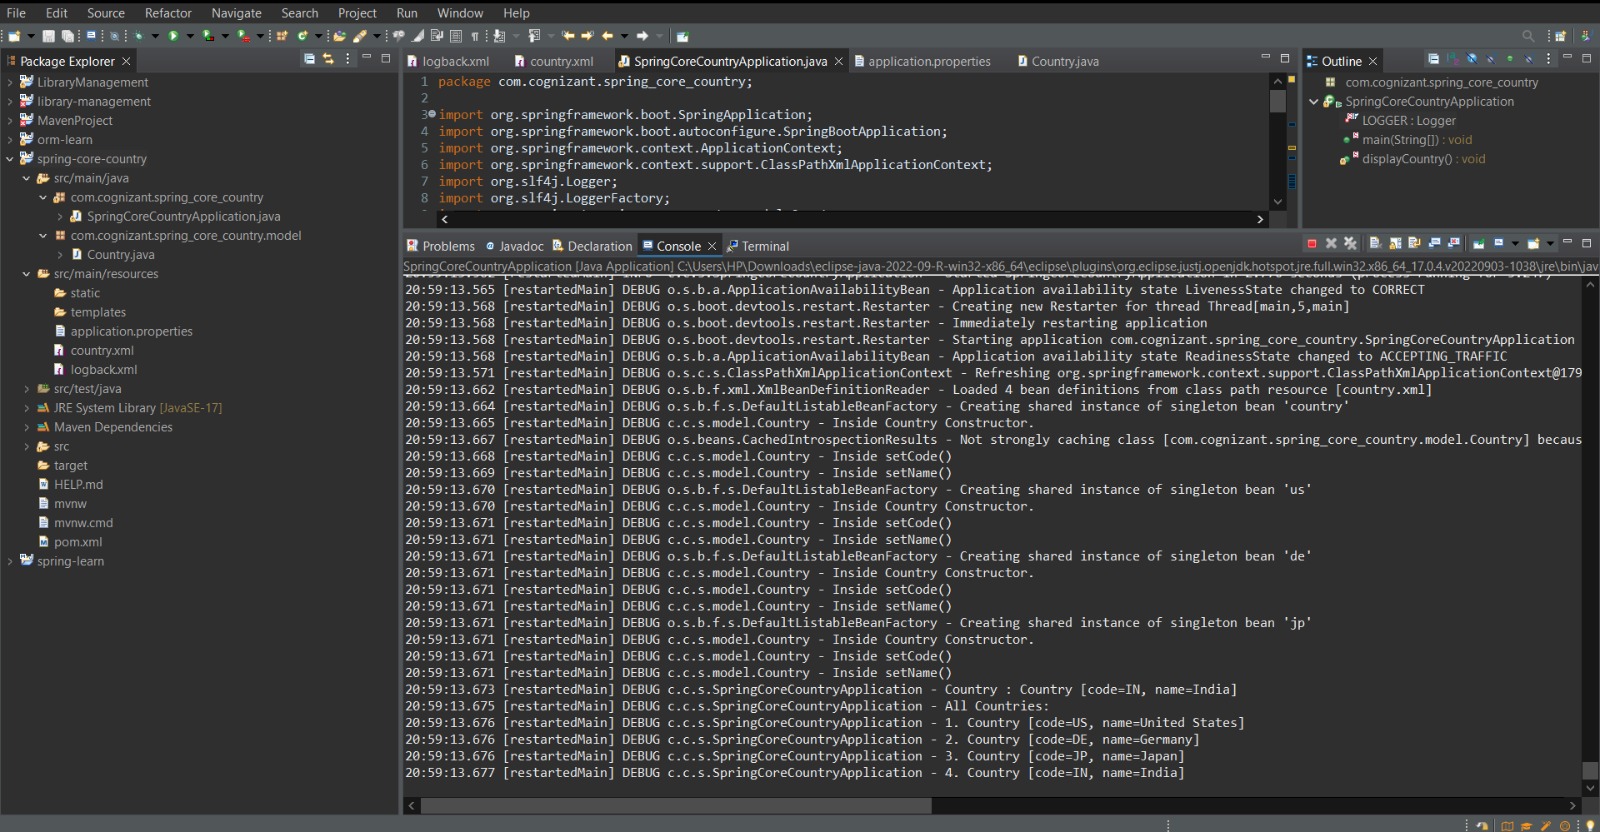 File Edit Source Refactor Navigate Search Project Run Window Help
Package Explorer
LibraryManagement
library-management
MavenProject
orm-learn
spring-core-country
src/main/java
com.cognizant.spring_core_country
SpringCoreCountryApplication.java
com.cognizant.spring_core_country.model
Country.java
src/main/resources
static
templates
application.properties
country.xml
logback.xml
src/test/java
JRE System Library [JavaSE-17]
Maven Dependencies
src
target
HELP.md
mvnw
mvnw.cmd
pom.xml
spring-learn
logback.xml country.xml SpringCoreCountryApplication.java application.properties Country.java
1 package com.cognizant.spring_core_country;
2
3 import org.springframework.boot.SpringApplication;
4 import org.springframework.boot.autoconfigure.SpringBootApplication;
5 import org.springframework.context.ApplicationContext;
6 import org.springframework.context.support.ClassPathXmlApplicationContext;
7 import org.slf4j.Logger;
8 import org.slf4j.LoggerFactory;
Outline
com.cognizant.spring_core_country
SpringCoreCountryApplication
LOGGER : Logger
main(String[]) : void
displayCountry() : void
Problems Javadoc Declaration Console Terminal
SpringCoreCountryApplication [Java Application] C:\Users\HP\Downloads\eclipse-java-2022-09-R-win32-x86_64\eclipse\plugins\org.eclipse.justj.openjdk.hotspot.jre.full.win32.x86_64_17.0.4.v20220903-1038\jre\bin\jav
20:59:13.565 [restartedMain] DEBUG o.s.b.a.ApplicationAvailabilityBean - Application availability state LivenessState changed to CORRECT
20:59:13.568 [restartedMain] DEBUG o.s.boot.devtools.restart.Restarter - Creating new Restarter for thread Thread[main,5,main]
20:59:13.568 [restartedMain] DEBUG o.s.boot.devtools.restart.Restarter - Immediately restarting application
20:59:13.568 [restartedMain] DEBUG o.s.boot.devtools.restart.Restarter - Starting application com.cognizant.spring_core_country.SpringCoreCountryApplication
20:59:13.568 [restartedMain] DEBUG o.s.b.a.ApplicationAvailabilityBean - Application availability state ReadinessState changed to ACCEPTING_TRAFFIC
20:59:13.571 [restartedMain] DEBUG o.s.c.s.ClassPathXmlApplicationContext - Refreshing org.springframework.context.support.ClassPathXmlApplicationContext@179
20:59:13.662 [restartedMain] DEBUG o.s.b.f.xml.XmlBeanDefinitionReader - Loaded 4 bean definitions from class path resource [country.xml]
20:59:13.664 [restartedMain] DEBUG o.s.b.f.s.DefaultListableBeanFactory - Creating shared instance of singleton bean 'country'
20:59:13.665 [restartedMain] DEBUG c.c.s.model.Country - Inside Country Constructor.
20:59:13.667 [restartedMain] DEBUG o.s.beans.CachedIntrospectionResults - Not strongly caching class [com.cognizant.spring_core_country.model.Country] becaus
20:59:13.668 [restartedMain] DEBUG c.c.s.model.Country - Inside setCode()
20:59:13.669 [restartedMain] DEBUG c.c.s.model.Country - Inside setName()
20:59:13.670 [restartedMain] DEBUG o.s.b.f.s.DefaultListableBeanFactory - Creating shared instance of singleton bean 'us'
20:59:13.670 [restartedMain] DEBUG c.c.s.model.Country - Inside Country Constructor.
20:59:13.671 [restartedMain] DEBUG c.c.s.model.Country - Inside setCode()
20:59:13.671 [restartedMain] DEBUG c.c.s.model.Country - Inside setName()
20:59:13.671 [restartedMain] DEBUG o.s.b.f.s.DefaultListableBeanFactory - Creating shared instance of singleton bean 'de'
20:59:13.671 [restartedMain] DEBUG c.c.s.model.Country - Inside Country Constructor.
20:59:13.671 [restartedMain] DEBUG c.c.s.model.Country - Inside setCode()
20:59:13.671 [restartedMain] DEBUG c.c.s.model.Country - Inside setName()
20:59:13.671 [restartedMain] DEBUG o.s.b.f.s.DefaultListableBeanFactory - Creating shared instance of singleton bean 'jp'
20:59:13.671 [restartedMain] DEBUG c.c.s.model.Country - Inside Country Constructor.
20:59:13.671 [restartedMain] DEBUG c.c.s.model.Country - Inside setCode()
20:59:13.671 [restartedMain] DEBUG c.c.s.model.Country - Inside setName()
20:59:13.673 [restartedMain] DEBUG c.c.s.SpringCoreCountryApplication - Country : Country [code=IN, name=India]
20:59:13.675 [restartedMain] DEBUG c.c.s.SpringCoreCountryApplication - All Countries:
20:59:13.676 [restartedMain] DEBUG c.c.s.SpringCoreCountryApplication - 1. Country [code=US, name=United States]
20:59:13.676 [restartedMain] DEBUG c.c.s.SpringCoreCountryApplication - 2. Country [code=DE, name=Germany]
20:59:13.676 [restartedMain] DEBUG c.c.s.SpringCoreCountryApplication - 3. Country [code=JP, name=Japan]
20:59:13.677 [restartedMain] DEBUG c.c.s.SpringCoreCountryApplication - 4. Country [code=IN, name=India]